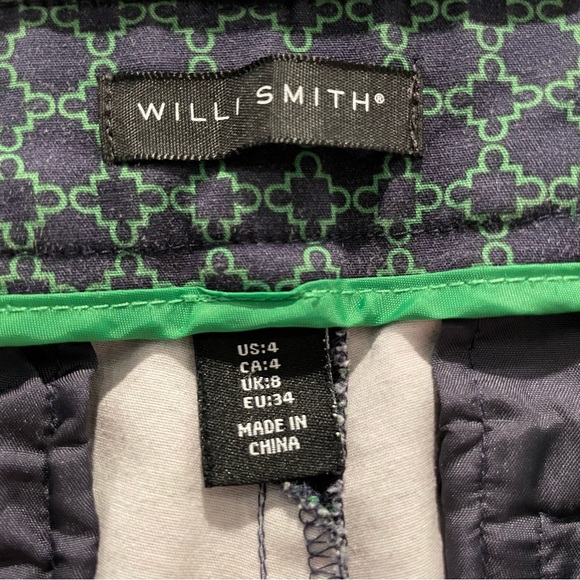 WILLI SMITH®
US:4
CA:4
UK:8
EU:34
MADE IN
CHINA